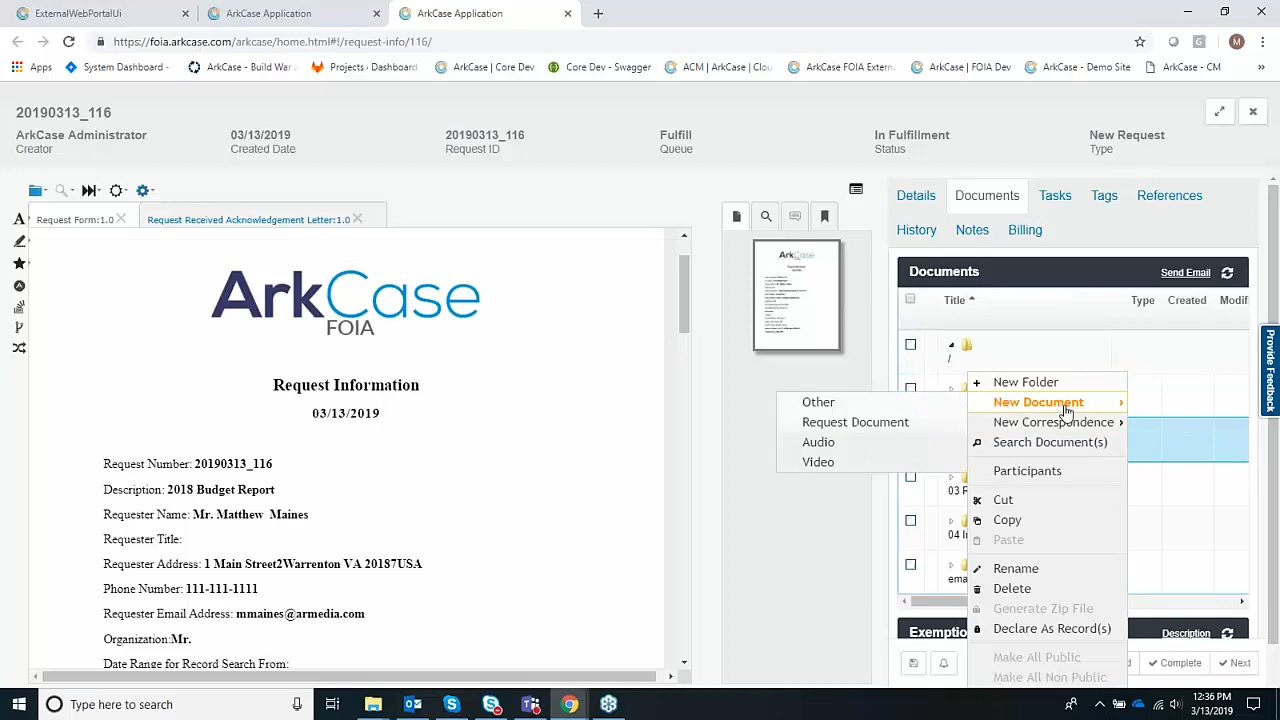 ExternalWebPortalUi
ArkCase Application
ArkCase Application
https://foia.arkcase.com/arkcase/home.html#!/request-info/116/
Apps
System Dashboard -
ArkCase - Build War
Projects · Dashboard
ArkCase | Core Dev
Core Dev - Swagger
ACM | ArkCase | Clou
ArkCase FOIA Extern
ArkCase | FOIA Dev
ArkCase - Demo Site
ArkCase - CM
20190313_116
ArkCase Administrator
03/13/2019
20190313_116
Fulfill
In Fulfillment
New Request
Creator
Created Date
Request ID
Queue
Status
Type
Request Form:1.0
Request Received Acknowledgement Letter:1.0
ArkCase
FOIA
Request Information
03/13/2019
Request Number: 20190313_116
Description: 2018 Budget Report
Requester Name: Mr. Matthew Maines
Requester Title:
Requester Address: 1 Main Street2Warrenton VA 20187USA
Phone Number: 111-111-1111
Requester Email Address: mmaines@armedia.com
Organization:Mr.
Date Range for Record Search From:
Details
Documents
Tasks
Tags
References
History
Notes
Billing
Documents
Send Email
Title
Type
Created
Modifi
/
03 R
04 In
ema
New Folder
New Document
New Correspondence
Search Document(s)
Participants
Cut
Copy
Paste
Rename
Delete
Generate Zip File
Declare As Record(s)
Make All Public
Make All Non Public
Other
Request Document
Audio
Video
Exemptio
Description
Complete
Next
Provide Feedback
Type here to search
12:36 PM
3/13/2019